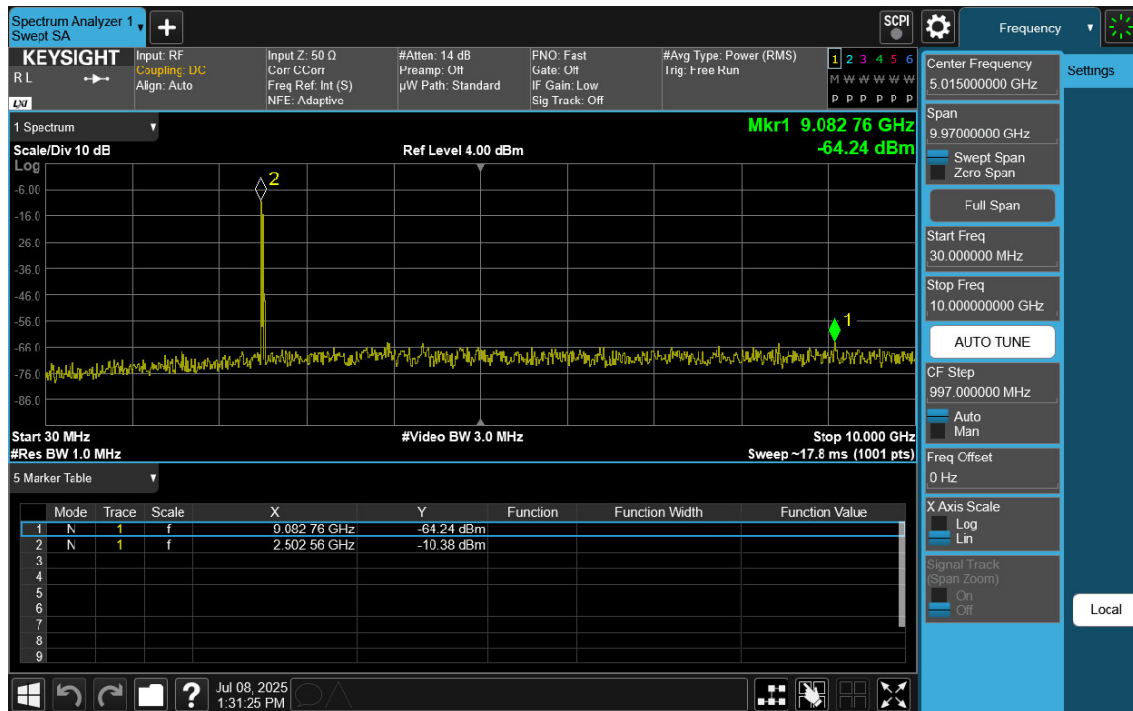 Spectrum Analyzer 1
Swept SA
+
SCPI
Frequency
KEYSIGHT
R L
LXI
Input: RF
Coupling: DC
Align: Auto
Input Z: 50 Ω
Corr CCorr
Freq Ref: Int (S)
NFE: Adaptive
#Atten: 14 dB
Preamp: Off
µW Path: Standard
PNO: Fast
Gate: Off
IF Gain: Low
Sig Track: Off
#Avg Type: Power (RMS)
Trig: Free Run
1 2 3 4 5 6
M W W W W W
P P P P P P
Center Frequency
5.015000000 GHz
Settings
1 Spectrum
Mkr1 9.082 76 GHz
-64.24 dBm
Scale/Div 10 dB
Ref Level 4.00 dBm
Log
-6.00
-16.0
-26.0
-36.0
-46.0
-56.0
-66.0
-76.0
-86.0
2
1
Start 30 MHz
#Video BW 3.0 MHz
Stop 10.000 GHz
#Res BW 1.0 MHz
Sweep ~17.8 ms (1001 pts)
Span
9.97000000 GHz
Swept Span
Zero Span
Full Span
Start Freq
30.000000 MHz
Stop Freq
10.000000000 GHz
AUTO TUNE
CF Step
997.000000 MHz
Auto
Man
Freq Offset
0 Hz
X Axis Scale
Log
Lin
Signal Track
(Span Zoom)
On
Off
Local
5 Marker Table
Mode Trace Scale X Y Function Function Width Function Value
1 N 1 f 9.082 76 GHz -64.24 dBm
2 N 1 f 2.502 56 GHz -10.38 dBm
3
4
5
6
7
8
9
?
Jul 08, 2025
1:31:25 PM